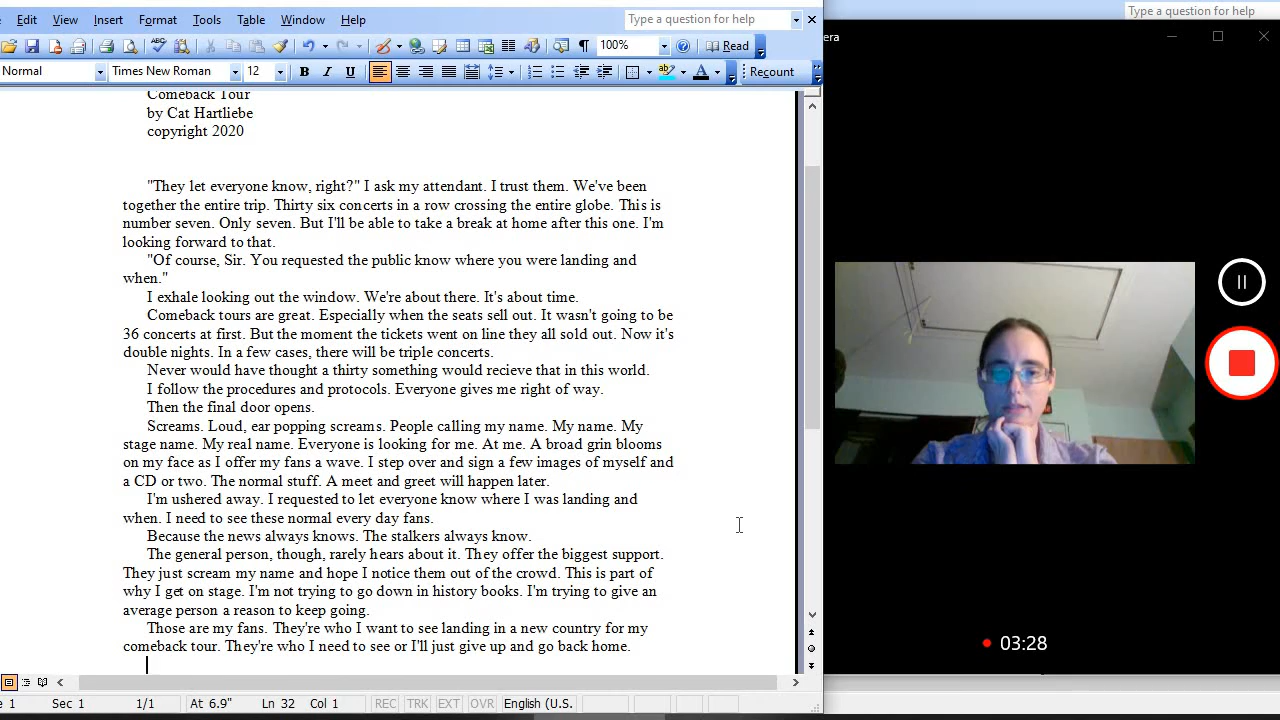 Edit View Insert Format Tools Table Window Help Type a question for help
Type a question for help
era
100% Read
Normal Times New Roman 12 B I U A Recount
Comeback Tour
by Cat Hartliebe
copyright 2020
"They let everyone know, right?" I ask my attendant. I trust them. We've been
together the entire trip. Thirty six concerts in a row crossing the entire globe. This is
number seven. Only seven. But I'll be able to take a break at home after this one. I'm
looking forward to that.
"Of course, Sir. You requested the public know where you were landing and
when."
I exhale looking out the window. We're about there. It's about time.
Comeback tours are great. Especially when the seats sell out. It wasn't going to be
36 concerts at first. But the moment the tickets went on line they all sold out. Now it's
double nights. In a few cases, there will be triple concerts.
Never would have thought a thirty something would recieve that in this world.
I follow the procedures and protocols. Everyone gives me right of way.
Then the final door opens.
Screams. Loud, ear popping screams. People calling my name. My name. My
stage name. My real name. Everyone is looking for me. At me. A broad grin blooms
on my face as I offer my fans a wave. I step over and sign a few images of myself and
a CD or two. The normal stuff. A meet and greet will happen later.
I'm ushered away. I requested to let everyone know where I was landing and
when. I need to see these normal every day fans.
Because the news always knows. The stalkers always know.
The general person, though, rarely hears about it. They offer the biggest support.
They just scream my name and hope I notice them out of the crowd. This is part of
why I get on stage. I'm not trying to go down in history books. I'm trying to give an
average person a reason to keep going.
Those are my fans. They're who I want to see landing in a new country for my
comeback tour. They're who I need to see or I'll just give up and go back home.
03:28
e 1 Sec 1 1/1 At 6.9" Ln 32 Col 1 REC TRK EXT OVR English (U.S.